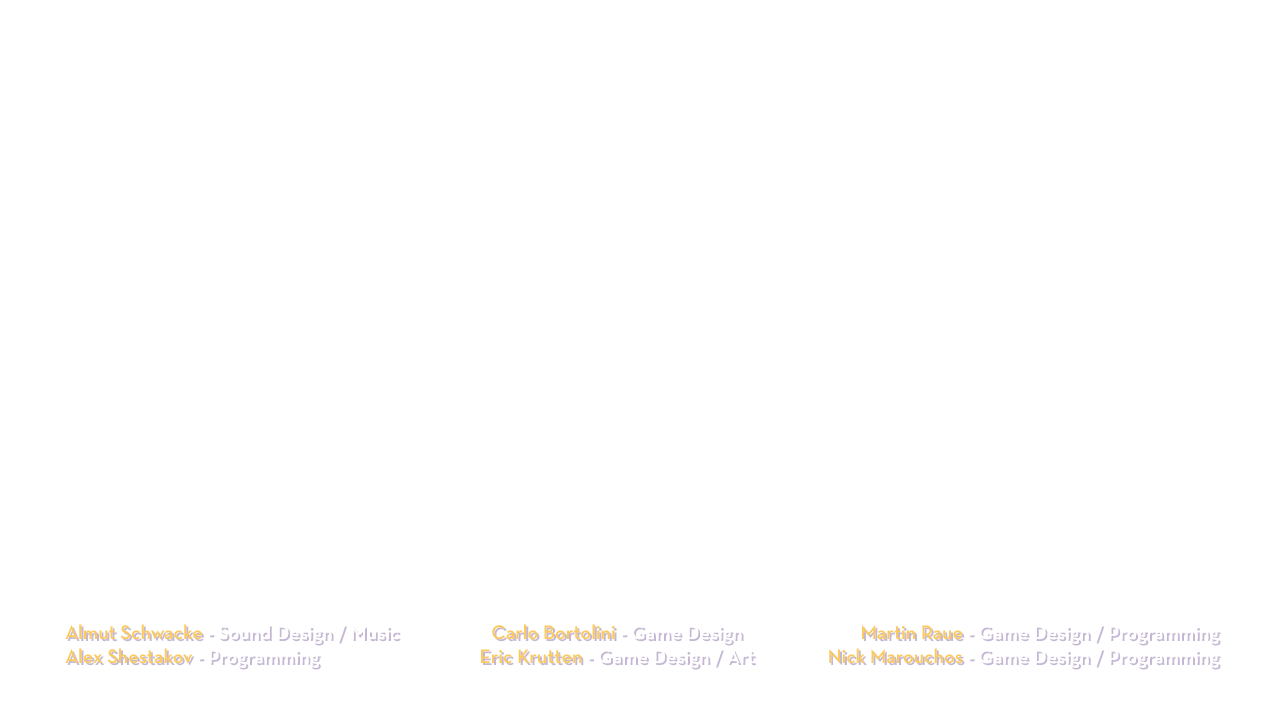 Almut Schwacke - Sound Design / Music
Alex Shestakov - Programming
Carlo Bortolini - Game Design
Eric Krutten - Game Design / Art
Martin Raue - Game Design / Programming
Nick Marouchos - Game Design / Programming